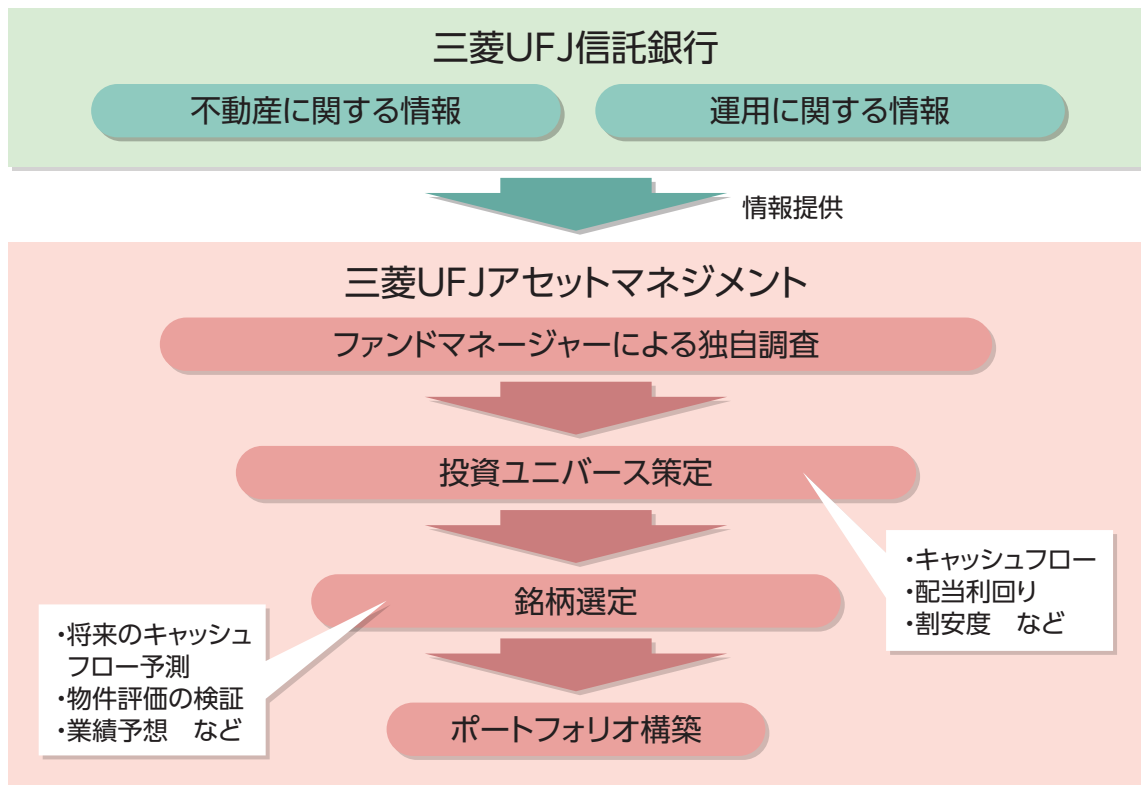 三菱UFJ信託銀行
不動産に関する情報
運用に関する情報
情報提供
三菱UFJアセットマネジメント
ファンドマネージャーによる独自調査
投資ユニバース策定
・キャッシュフロー
・配当利回り
・割安度　など
銘柄選定
・将来のキャッシュ
フロー予測
・物件評価の検証
・業績予想　など
ポートフォリオ構築